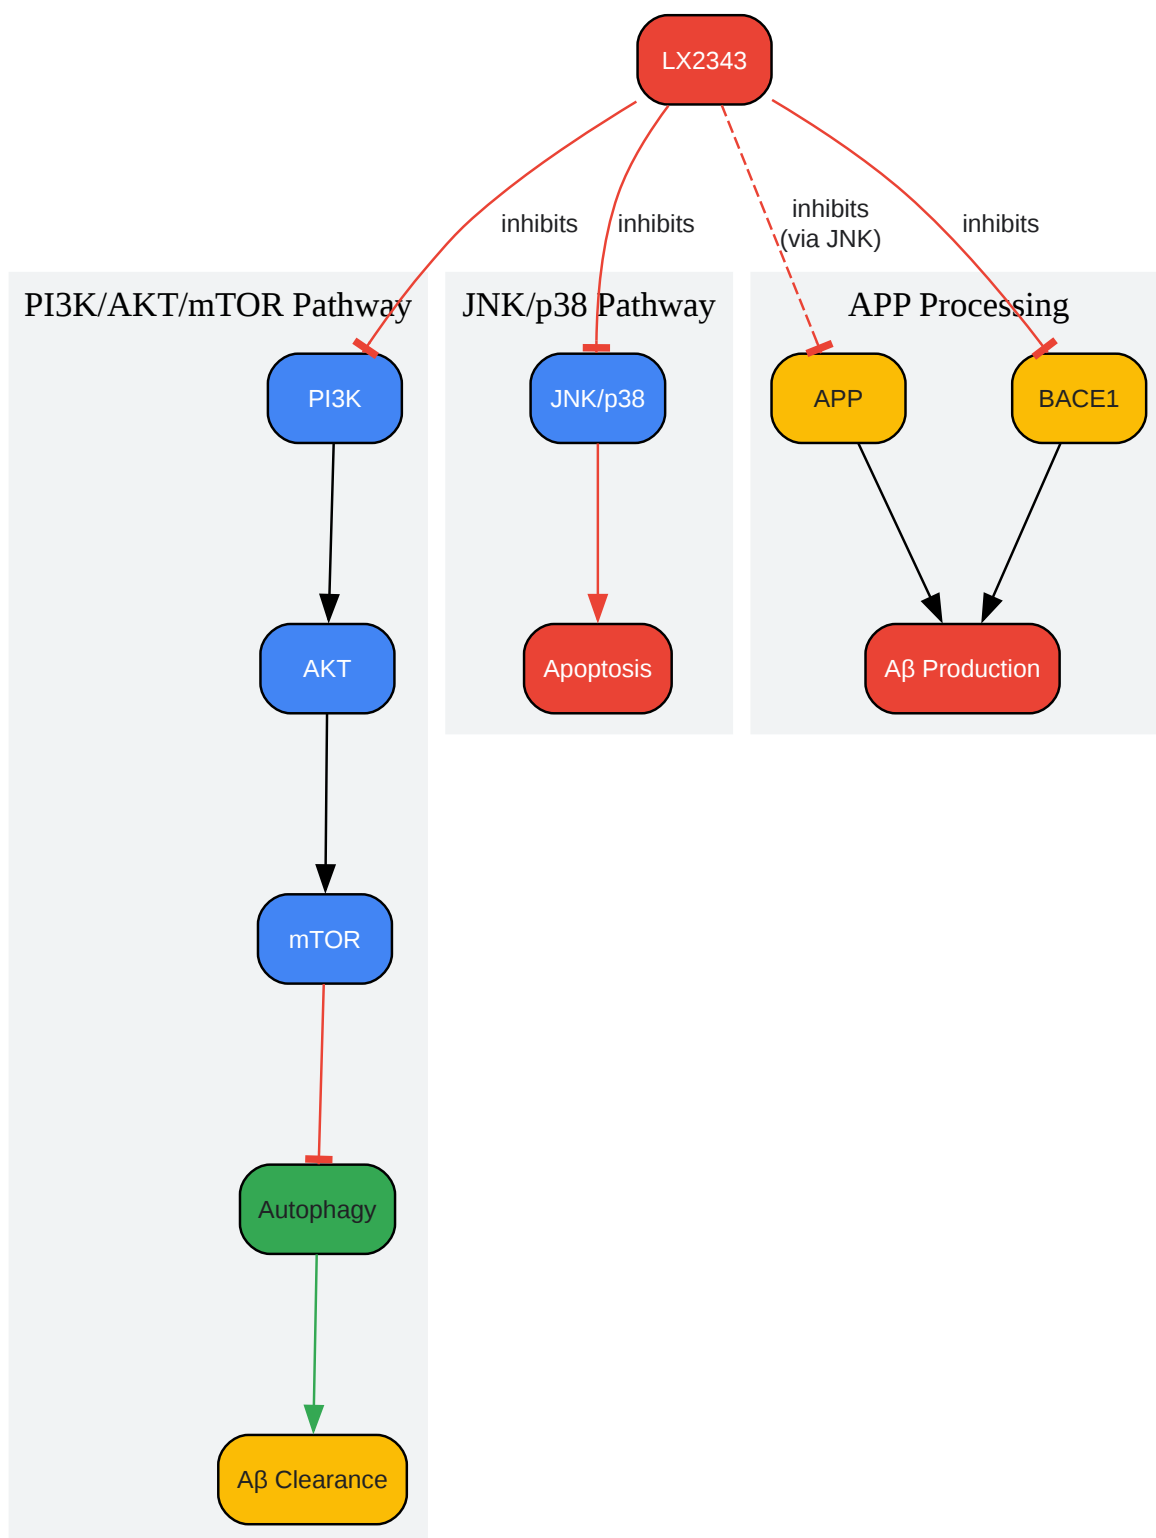 LX2343
inhibits
inhibits
inhibits
(via JNK)
inhibits
PI3K/AKT/mTOR Pathway
JNK/p38 Pathway
APP Processing
PI3K
JNK/p38
APP
BACE1
AKT
Apoptosis
Aβ Production
mTOR
Autophagy
Aβ Clearance